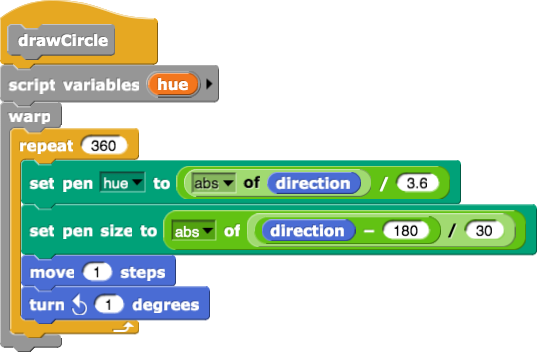 drawCircle
script variables hue
warp
repeat 360
set pen hue to abs of direction / 3.6
set pen size to abs of direction - 180 / 30
move 1 steps
turn 1 degrees